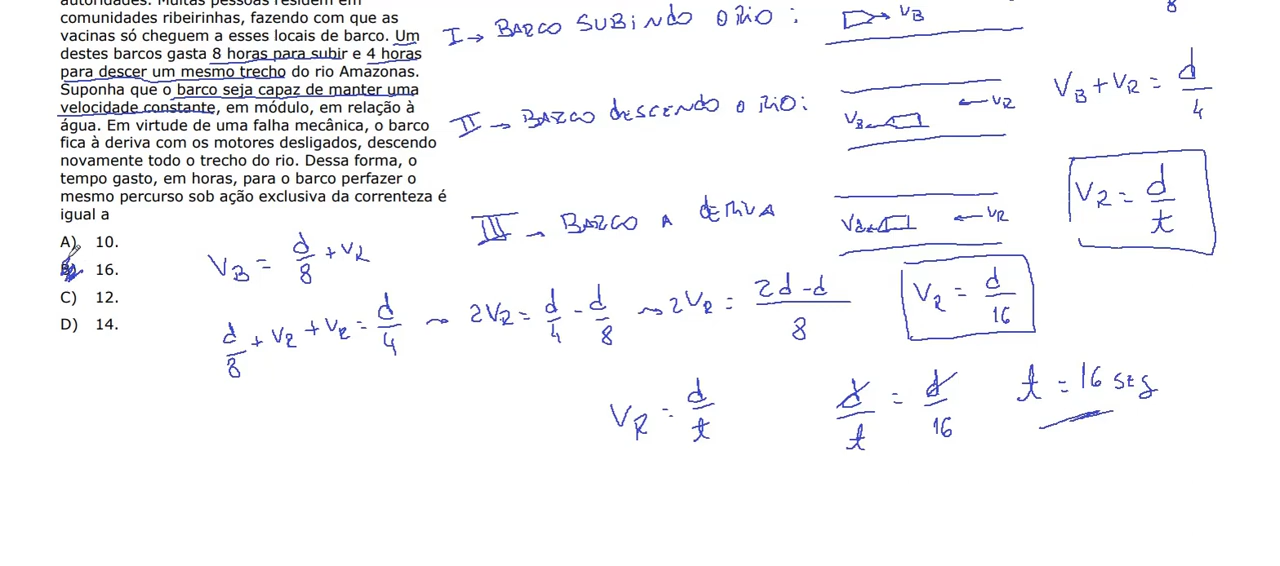 autoridades. Muitas pessoas residem em
comunidades ribeirinhas, fazendo com que as
vacinas só cheguem a esses locais de barco. Um
destes barcos gasta 8 horas para subir e 4 horas
para descer um mesmo trecho do rio Amazonas.
Suponha que o barco seja capaz de manter uma
velocidade constante, em módulo, em relação à
água. Em virtude de uma falha mecânica, o barco
fica à deriva com os motores desligados, descendo
novamente todo o trecho do rio. Dessa forma, o
tempo gasto, em horas, para o barco perfazer o
mesmo percurso sob ação exclusiva da correnteza é
igual a
A) 10.
16.
C) 12.
D) 14.
I → BARCO SUBINDO O RIO :
VB
8
II → BARCO DESCENDO O RIO:
VB ← VR
VB + VR = d/4
III → BARCO A DERIVA
VB ← VR
VR = d/t
VB = d/8 + VR
d/8 + VR + VR = d/4 → 2VR = d/4 - d/8 → 2VR = 2d - d/8
VR = d/16
VR = d/t
d/t = d/16
t = 16 seg